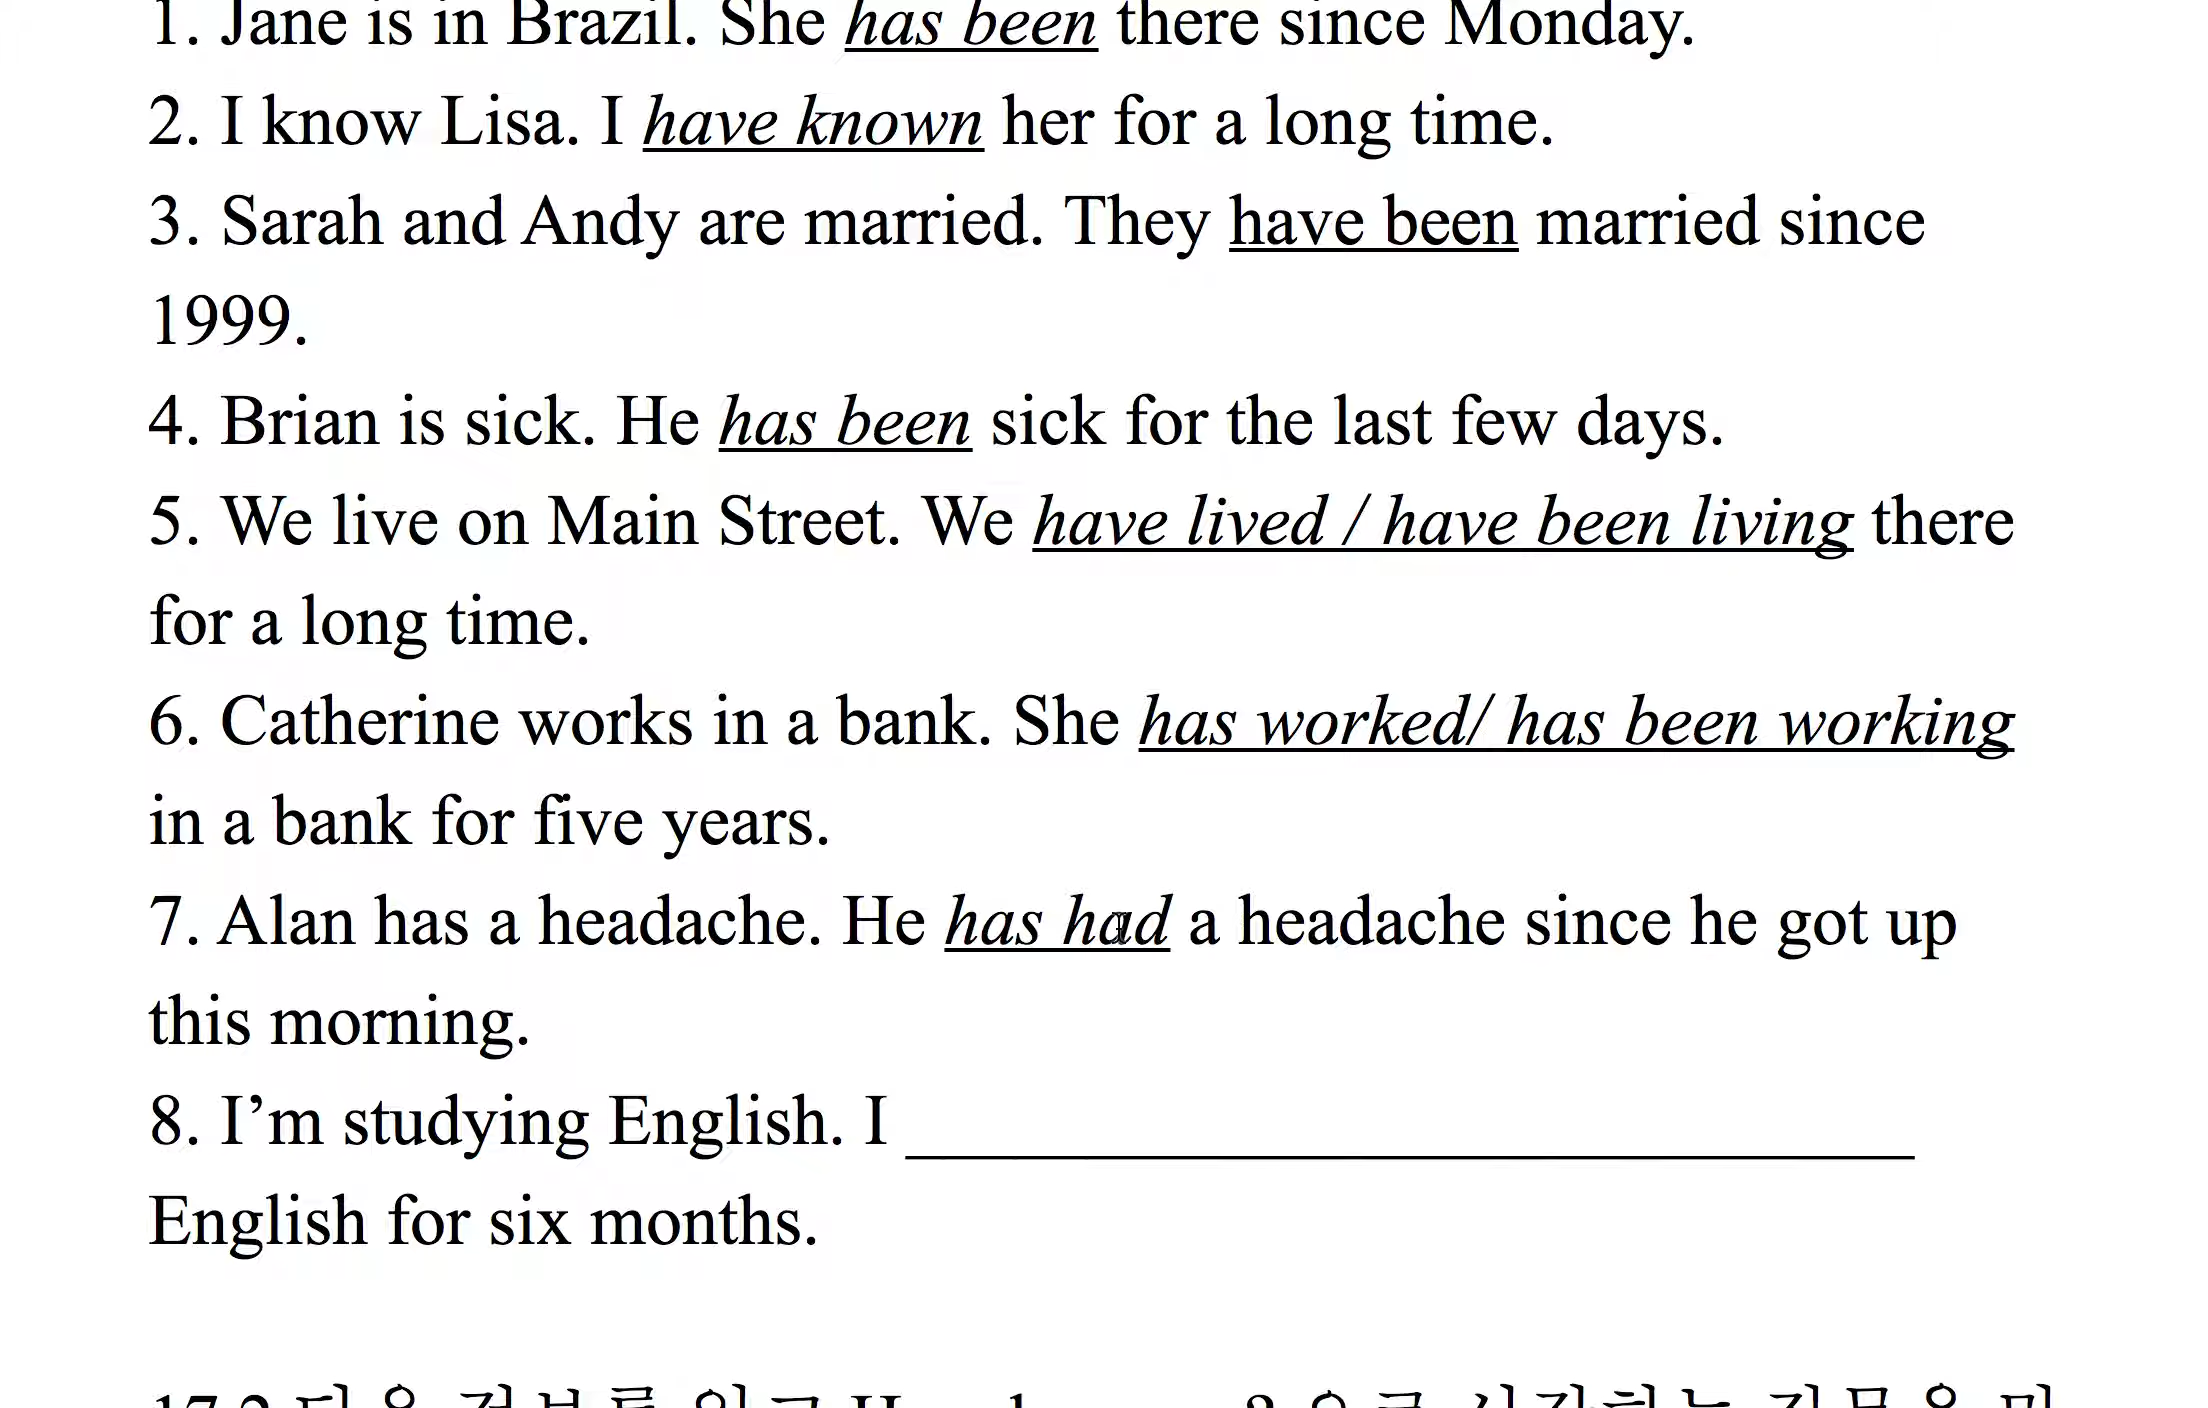 1. Jane is in Brazil. She has been there since Monday.
2. I know Lisa. I have known her for a long time.
3. Sarah and Andy are married. They have been married since
1999.
4. Brian is sick. He has been sick for the last few days.
5. We live on Main Street. We have lived / have been living there
for a long time.
6. Catherine works in a bank. She has worked/ has been working
in a bank for five years.
7. Alan has a headache. He has had a headache since he got up
this morning.
8. I’m studying English. I ______________________________
English for six months.